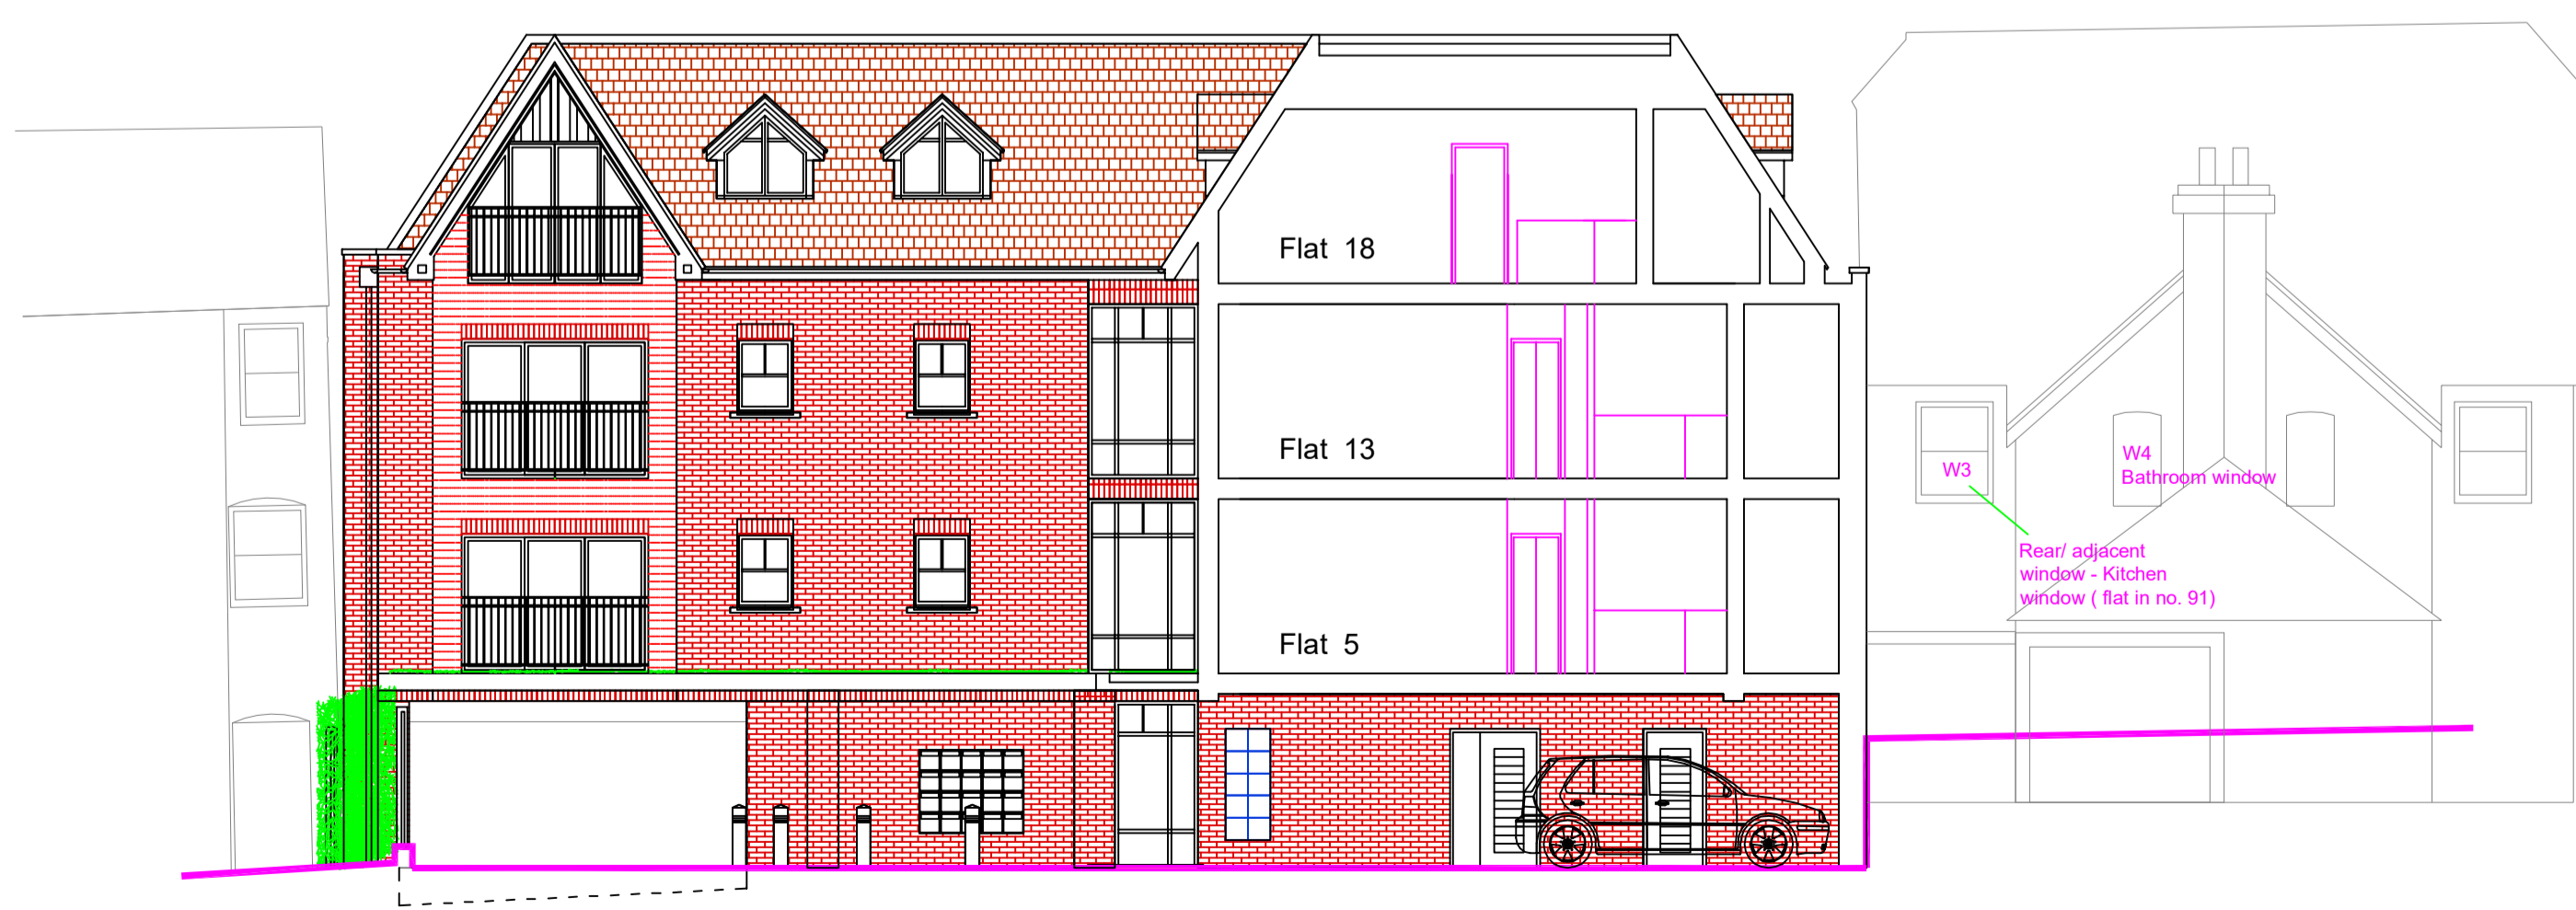 Flat 18
Flat 13
Flat 5
W3
W4
Bathroom window
Rear/ adjacent
window - Kitchen
window ( flat in no. 91)